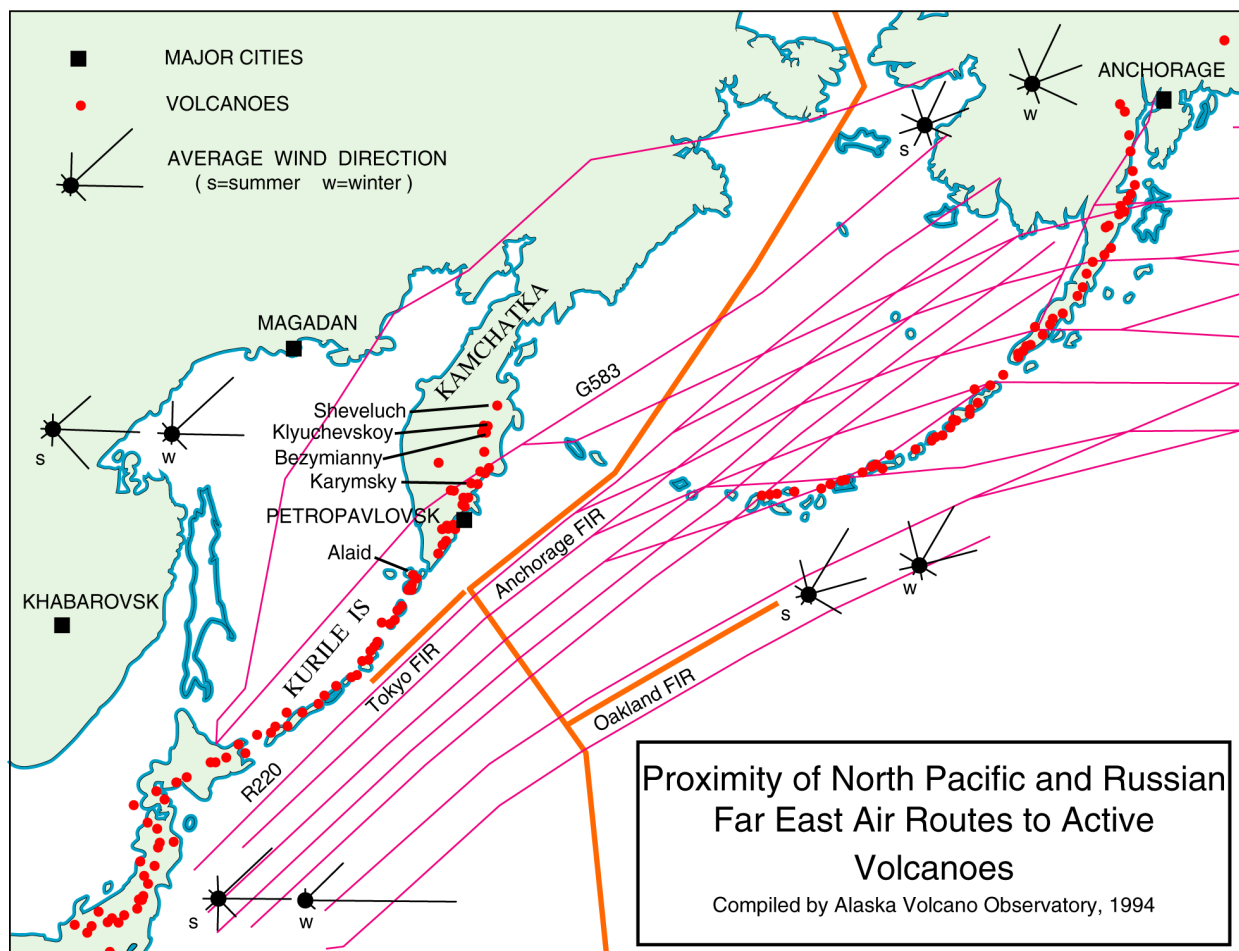 MAJOR CITIES
VOLCANOES
AVERAGE WIND DIRECTION
( s=summer w=winter )
ANCHORAGE
w
s
KAMCHATKA
MAGADAN
G583
Sheveluch
Klyuchevskoy
Bezymianny
Karymsky
s
w
PETROPAVLOVSK
Anchorage FIR
Alaid
KHABAROVSK
w
s
KURILE IS
Tokyo FIR
Oakland FIR
R220
Proximity of North Pacific and Russian
Far East Air Routes to Active
Volcanoes
Compiled by Alaska Volcano Observatory, 1994
s
w